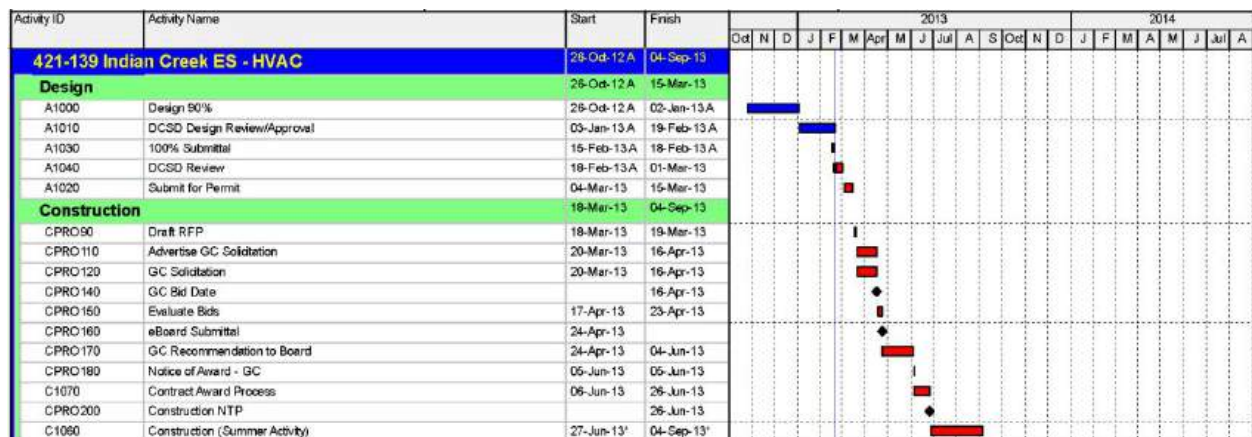 Activity ID Activity Name Start Finish 2013 2014
Oct N D J F M Apr M J Jul A S Oct N D J F M A M J Jul A
421-139 Indian Creek ES - HVAC 26-Oct-12 A 04-Sep-13
Design 26-Oct-12 A 15-Mar-13
A1000 Design 90% 26-Oct-12 A 02-Jan-13 A
A1010 DCSD Design Review/Approval 03-Jan-13 A 19-Feb-13 A
A1030 100% Submittal 15-Feb-13 A 18-Feb-13 A
A1040 DCSD Review 18-Feb-13 A 01-Mar-13
A1020 Submit for Permit 04-Mar-13 15-Mar-13
Construction 18-Mar-13 04-Sep-13
CPRO90 Draft RFP 18-Mar-13 19-Mar-13
CPRO110 Advertise GC Solicitation 20-Mar-13 16-Apr-13
CPRO120 GC Solicitation 20-Mar-13 16-Apr-13
CPRO140 GC Bid Date 16-Apr-13
CPRO150 Evaluate Bids 17-Apr-13 23-Apr-13
CPRO160 eBoard Submittal 24-Apr-13
CPRO170 GC Recommendation to Board 24-Apr-13 04-Jun-13
CPRO180 Notice of Award - GC 05-Jun-13 05-Jun-13
C1070 Contract Award Process 06-Jun-13 26-Jun-13
CPRO200 Construction NTP 26-Jun-13
C1060 Construction (Summer Activity) 27-Jun-13* 04-Sep-13*